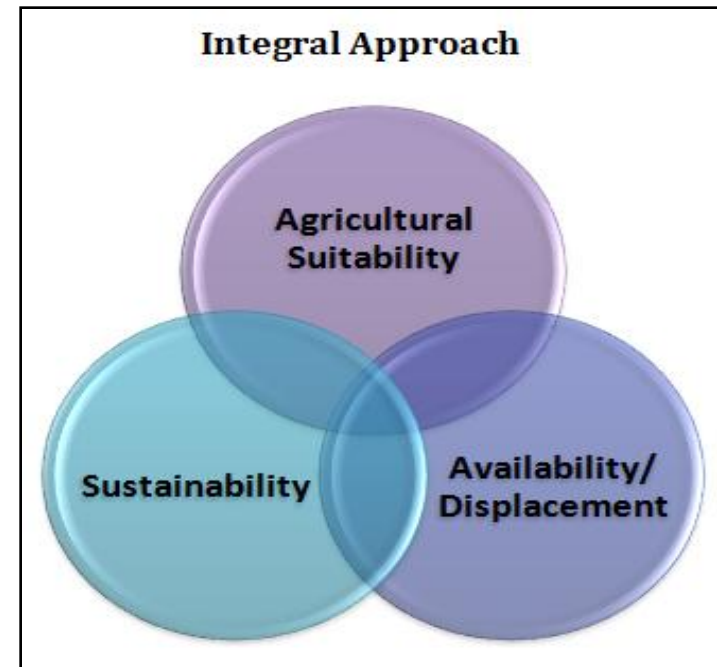 Integral Approach
Agricultural
Suitability
Sustainability
Availability/
Displacement